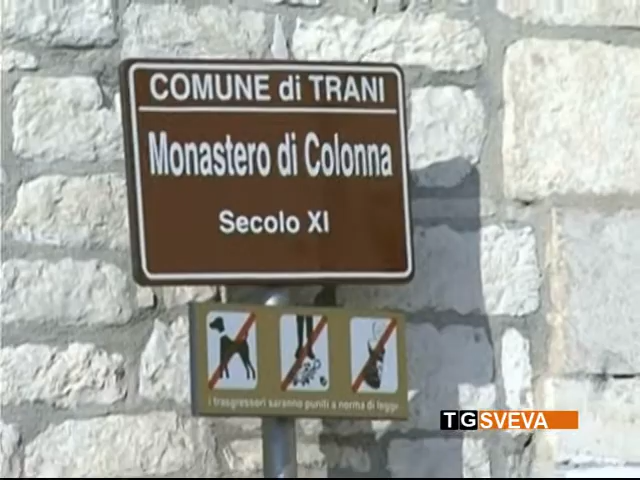 COMUNE di TRANI
Monastero di Colonna
Secolo XI
i trasgressori saranno puniti a norma di legge
TGSVEVA